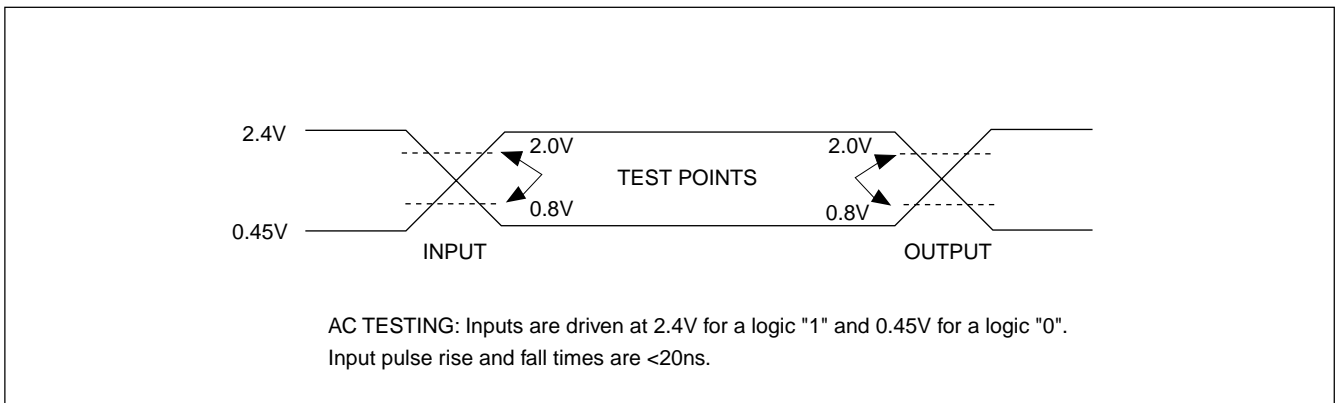 2.4V
2.0V
2.0V
TEST POINTS
0.8V
0.8V
0.45V
INPUT
OUTPUT
AC TESTING: Inputs are driven at 2.4V for a logic "1" and 0.45V for a logic "0".
Input pulse rise and fall times are <20ns.